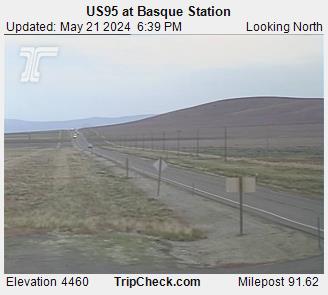 US95 at Basque Station
Updated: May 21 2024 6:39 PM Looking North
Elevation 4460 TripCheck.com Milepost 91.62